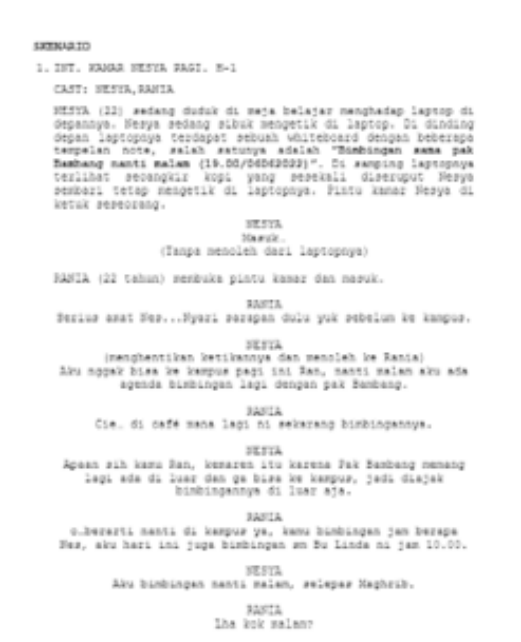 SKENARIO
1. INT. KAMAR NESYA PAGI. H-1
CAST: NESYA,RANIA
NESYA (22) sedang duduk di meja belajar menghadap laptop di
depannya. Nesya sedang sibuk mengetik di laptop. Di dinding
depan laptopnya terdapat sebuah whiteboard dengan beberapa
tempelan note, salah satunya adalah "Bimbingan sama pak
Bambang nanti malam". Di samping laptopnya
terlihat secangkir kopi yang sesekali diseruput Nesya
sembari tetap mengetik di laptopnya. Pintu kamar Nesya di
ketuk seseorang.
NESYA
Masuk.
(Tanpa menoleh dari laptopnya)
RANIA (22 tahun) membuka pintu kamar dan masuk.
RANIA
Serius amat Nes...Nyari sarapan dulu yuk sebelum ke kampus.
NESYA
(menghentikan ketikannya dan menoleh ke Rania)
Aku nggak bisa ke kampus pagi ini Ran, nanti malam aku ada
agenda bimbingan lagi dengan pak Bambang.
RANIA
Cie. di café mana lagi ni sekarang bimbingannya.
NESYA
Apaan sih kamu Ran, kemaren itu karena Pak Bambang memang
lagi ada di luar dan ga bisa ke kampus, jadi diajak
bimbingannya di luar aja.
RANIA
o.berarti nanti di kampus ya, kamu bimbingan jam berapa
Nes, aku hari ini juga bimbingan sm Bu Linda ni jam 10.00.
NESYA
Aku bimbingan nanti malam, selepas Maghrib.
RANIA
Lha kok malam?